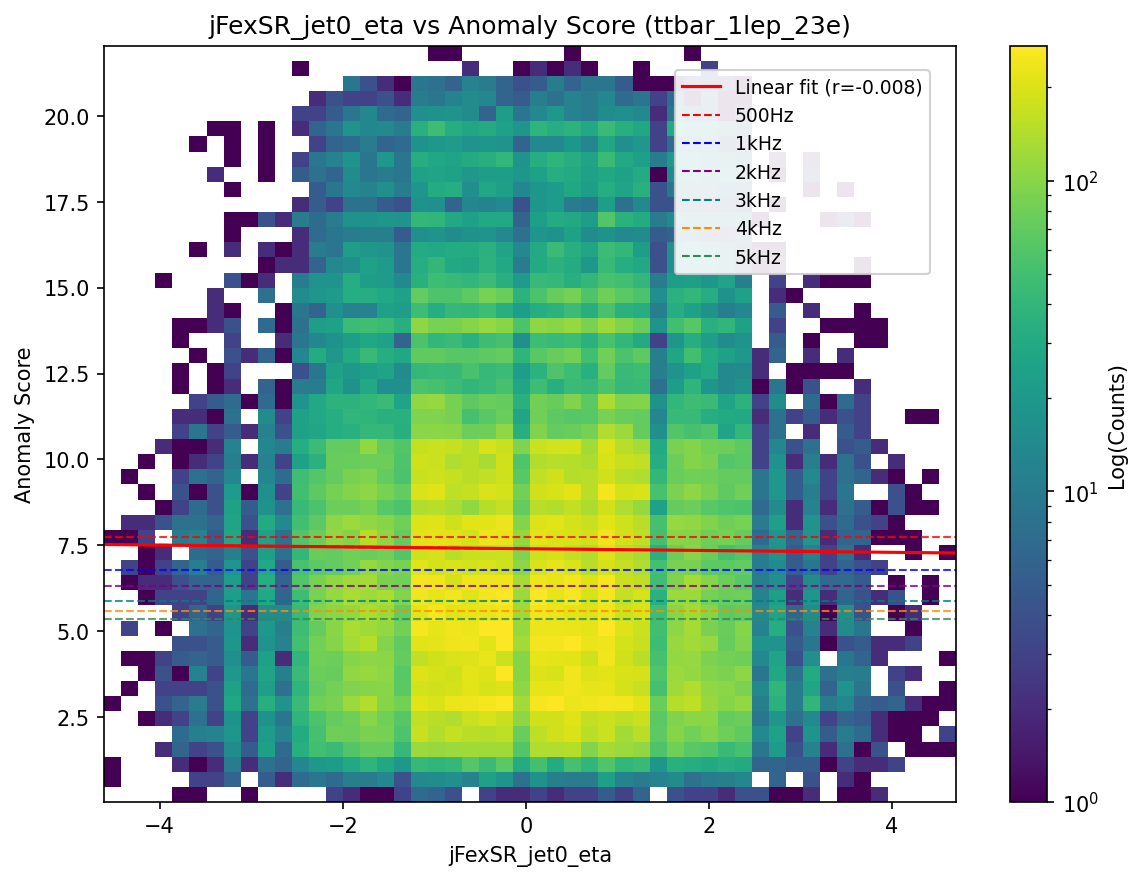 jFexSR_jet0_eta vs Anomaly Score (ttbar_1lep_23e)
Linear fit (r=-0.008)
500Hz
1kHz
2kHz
3kHz
4kHz
5kHz
20.0
17.5
15.0
12.5
10.0
7.5
5.0
2.5
Anomaly Score
−4
−2
0
2
4
jFexSR_jet0_eta
10²
10¹
10⁰
Log(Counts)